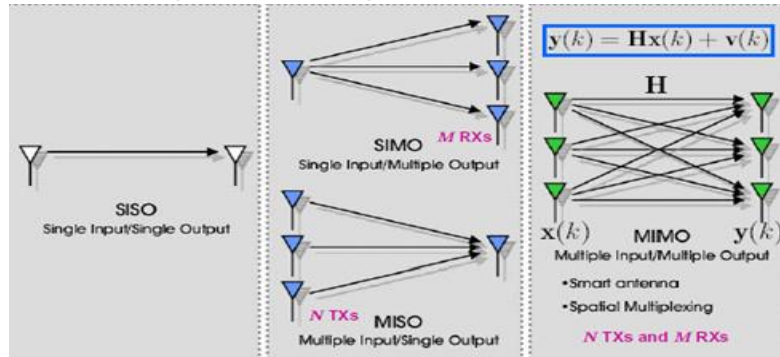 SISO
Single Input/Single Output
M RXs
SIMO
Single Input/Multiple Output
N TXs
MISO
Multiple Input/Single Output
y(k) = Hx(k) + v(k)
H
x(k)
y(k)
MIMO
Multiple Input/Multiple Output
•Smart antenna
•Spatial Multiplexing
N TXs and M RXs